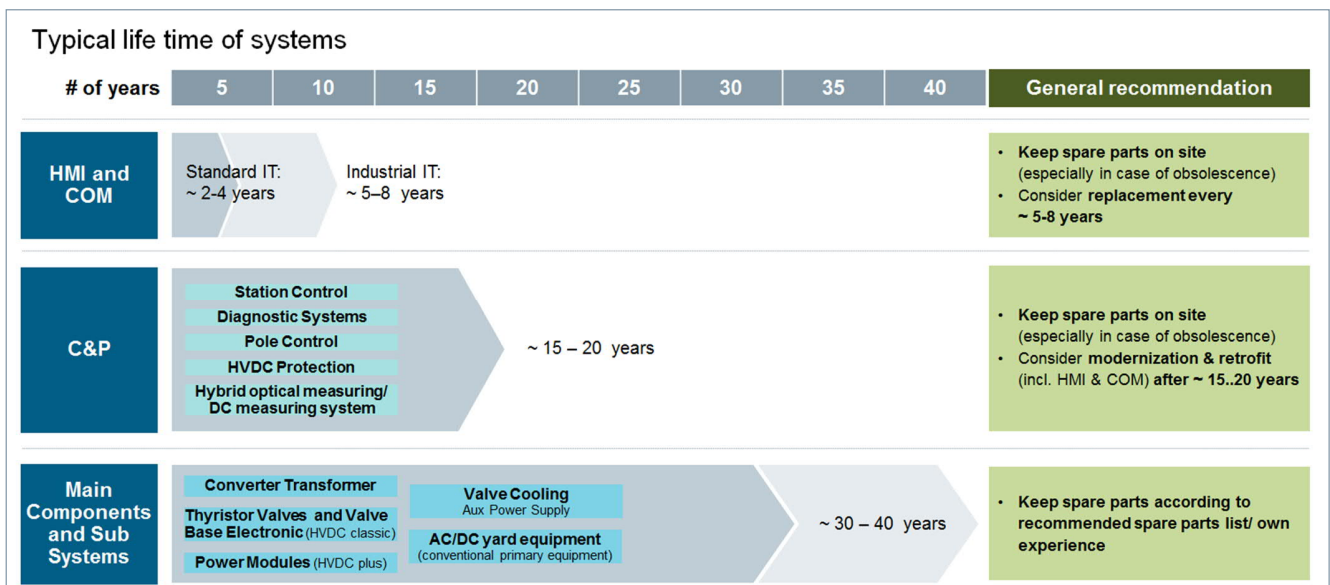 Typical life time of systems
# of years 5 10 15 20 25 30 35 40 General recommendation
HMI and
COM
Standard IT:
~ 2-4 years
Industrial IT:
~ 5–8 years
• Keep spare parts on site
(especially in case of obsolescence)
• Consider replacement every
~ 5-8 years
C&P
Station Control
Diagnostic Systems
Pole Control
HVDC Protection
Hybrid optical measuring/
DC measuring system
~ 15 – 20 years
• Keep spare parts on site
(especially in case of obsolescence)
• Consider modernization & retrofit
(incl. HMI & COM) after ~ 15..20 years
Main
Components
and Sub
Systems
Converter Transformer
Thyristor Valves and Valve
Base Electronic (HVDC classic)
Power Modules (HVDC plus)
Valve Cooling
Aux Power Supply
AC/DC yard equipment
(conventional primary equipment)
~ 30 – 40 years
• Keep spare parts according to
recommended spare parts list/ own
experience